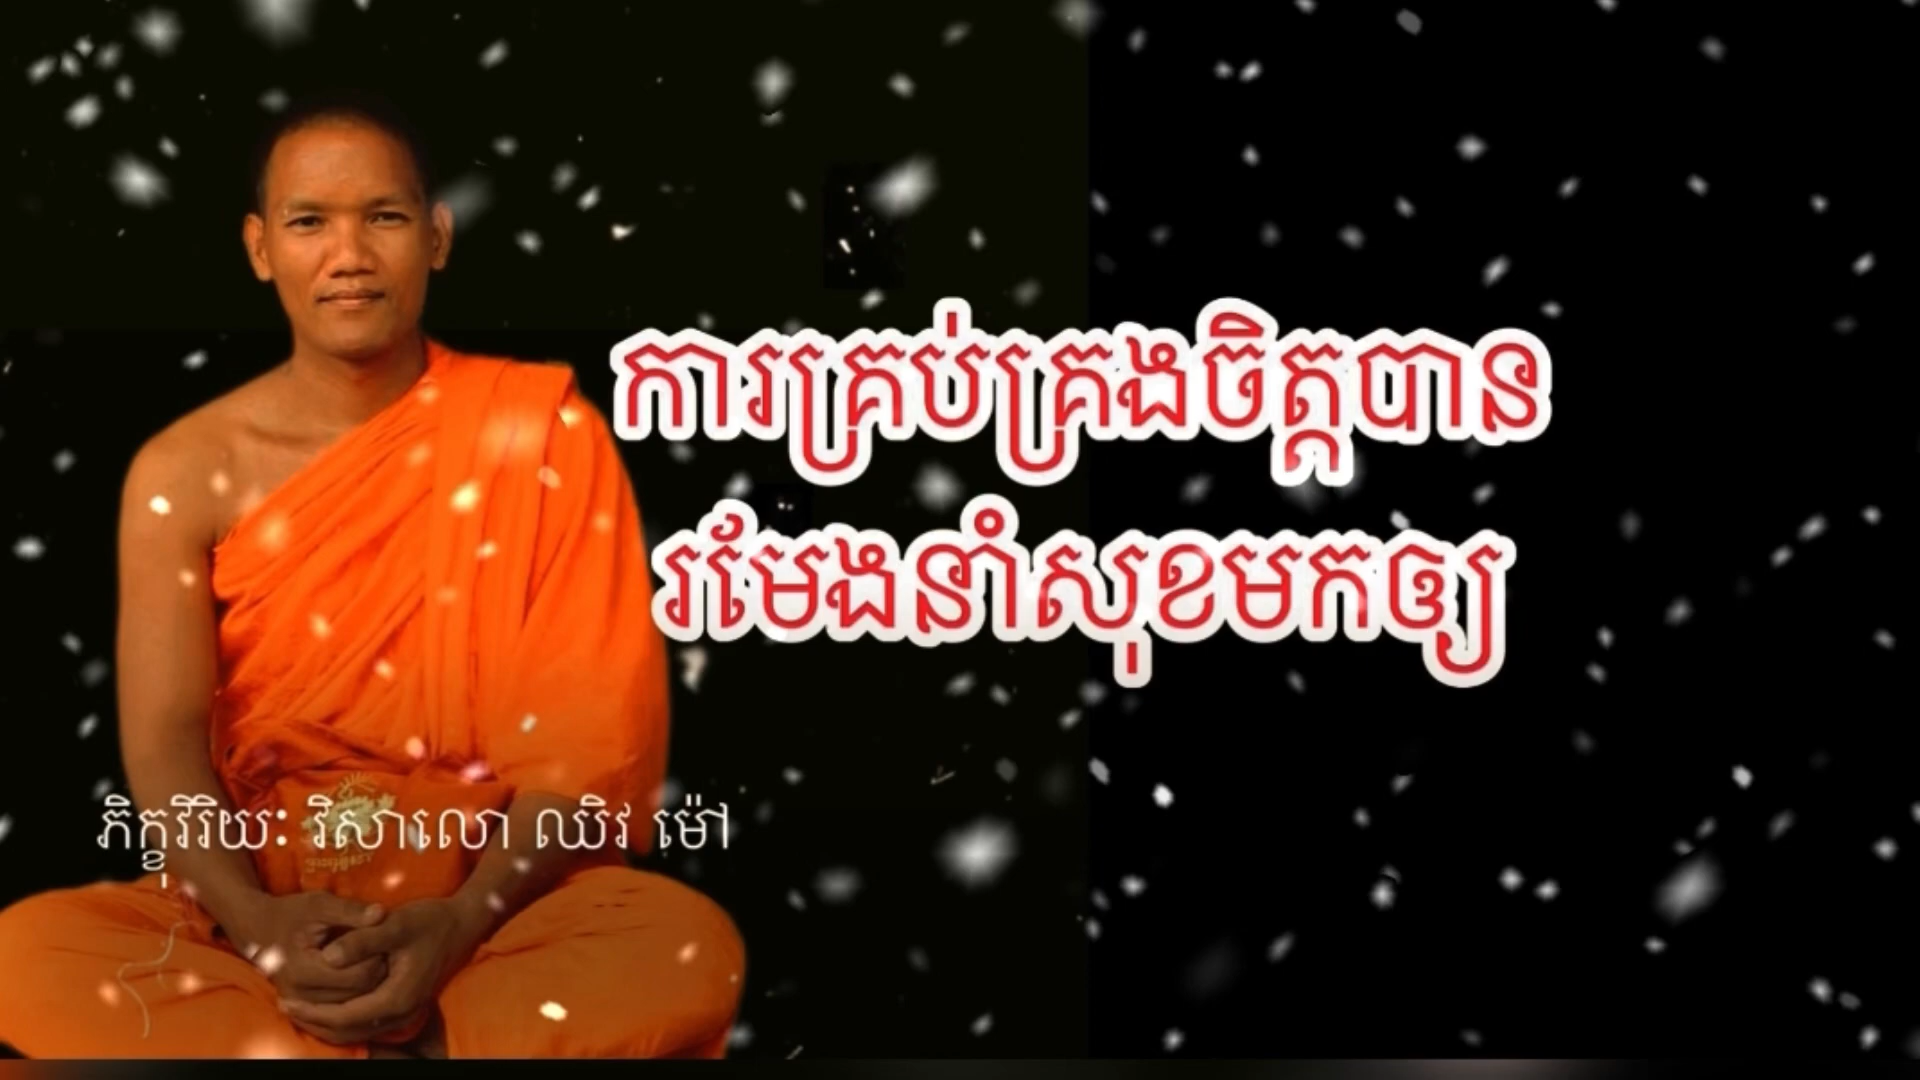 ការគ្រប់គ្រងចិត្តបាន
រមែងនាំសុខមកឲ្យ
ភិក្ខុវិរិយៈ វិសាលោ ឈិវ ម៉ៅ